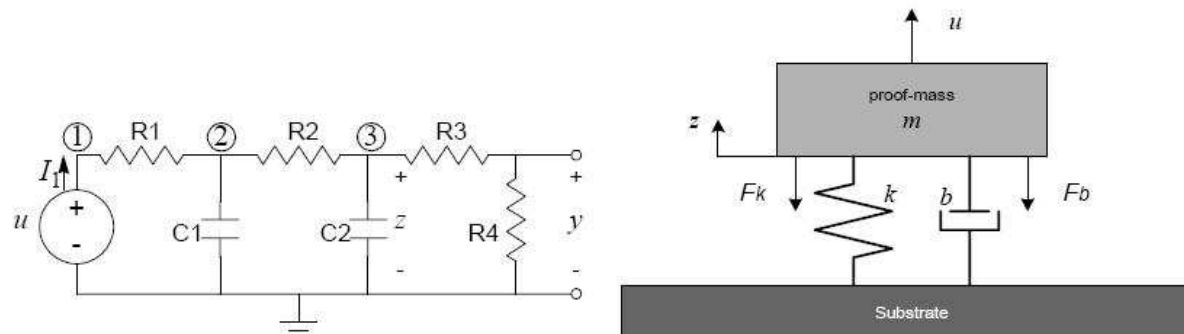 ① R1 ② R2 ③ R3
I1
u + -
C1 C2 + z - R4 + y -
u
proof-mass
m
z
Fk k b Fb
Substrate